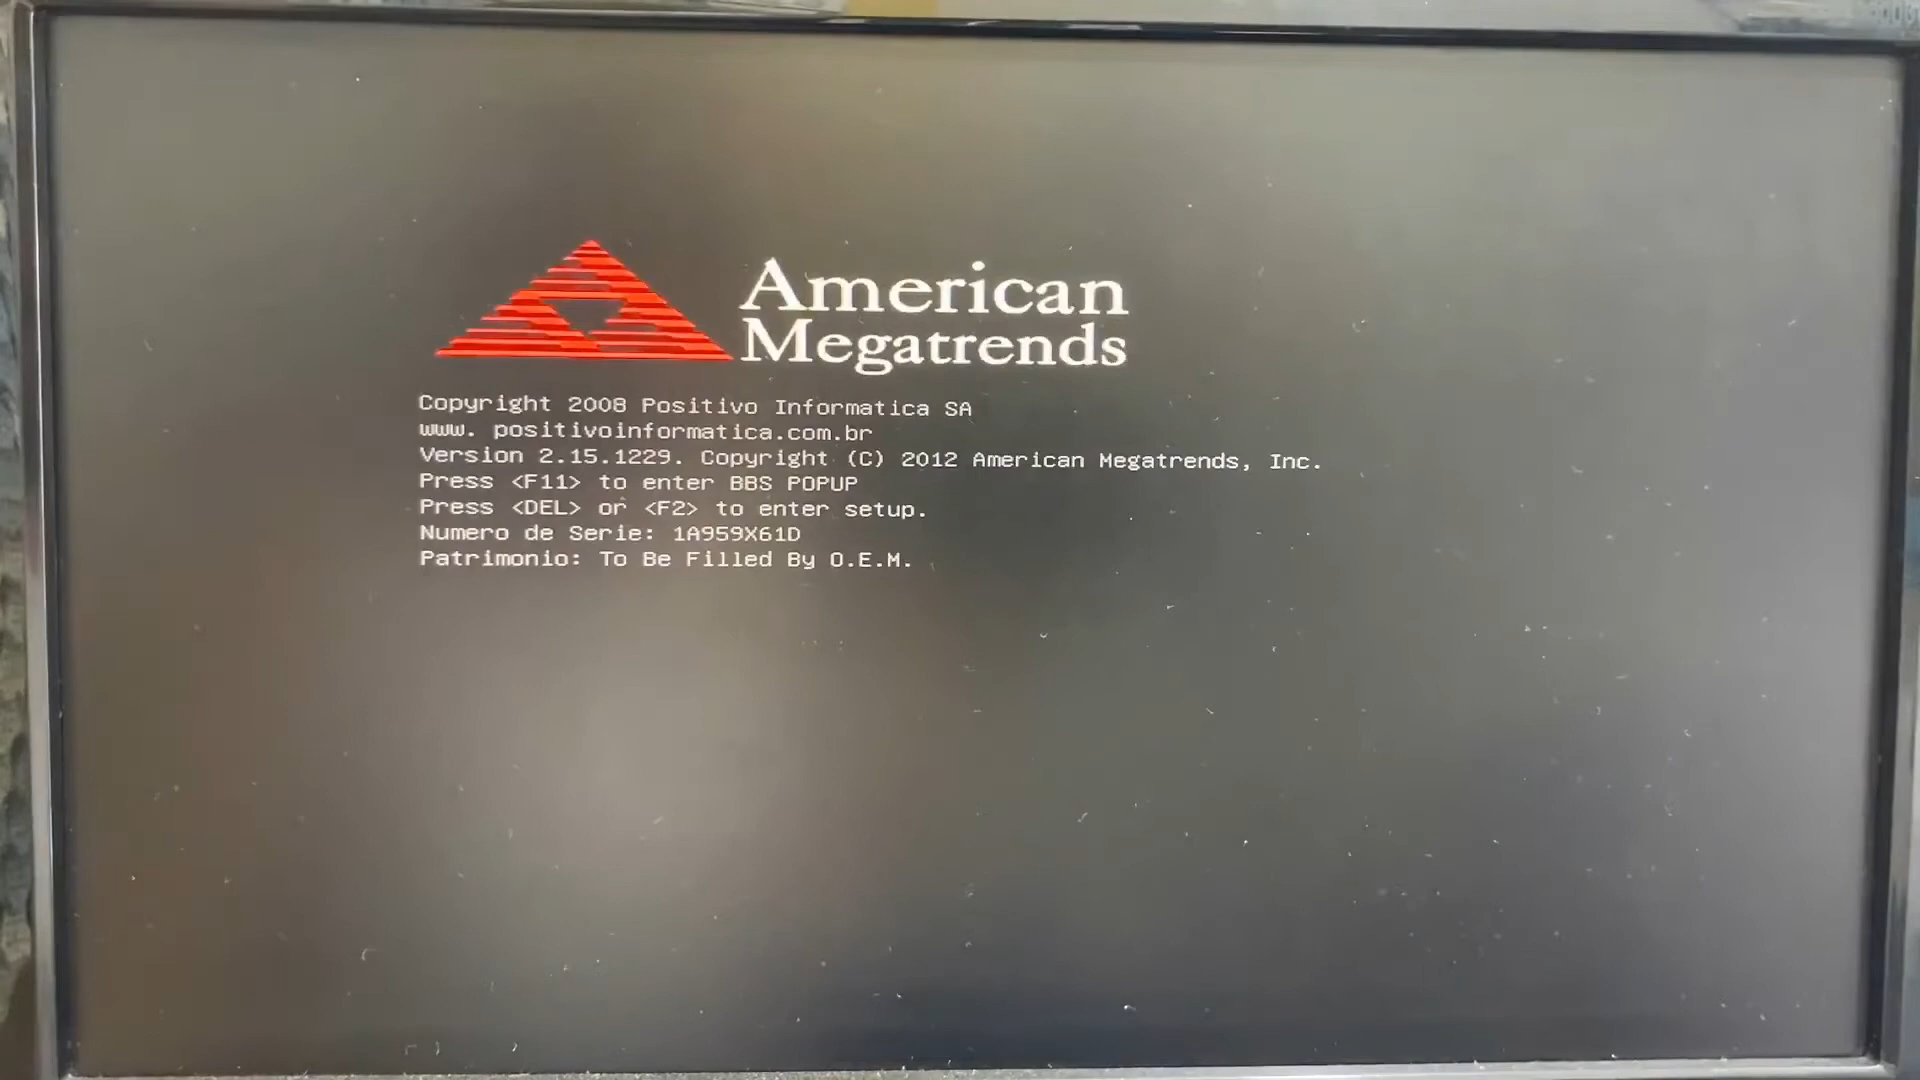 American
Megatrends
Copyright 2008 Positivo Informatica SA
www. positivoinformatica.com.br
Version 2.15.1229. Copyright (C) 2012 American Megatrends, Inc.
Press <F11> to enter BBS POPUP
Press <DEL> or <F2> to enter setup.
Numero de Serie: 1A959X61D
Patrimonio: To Be Filled By O.E.M.